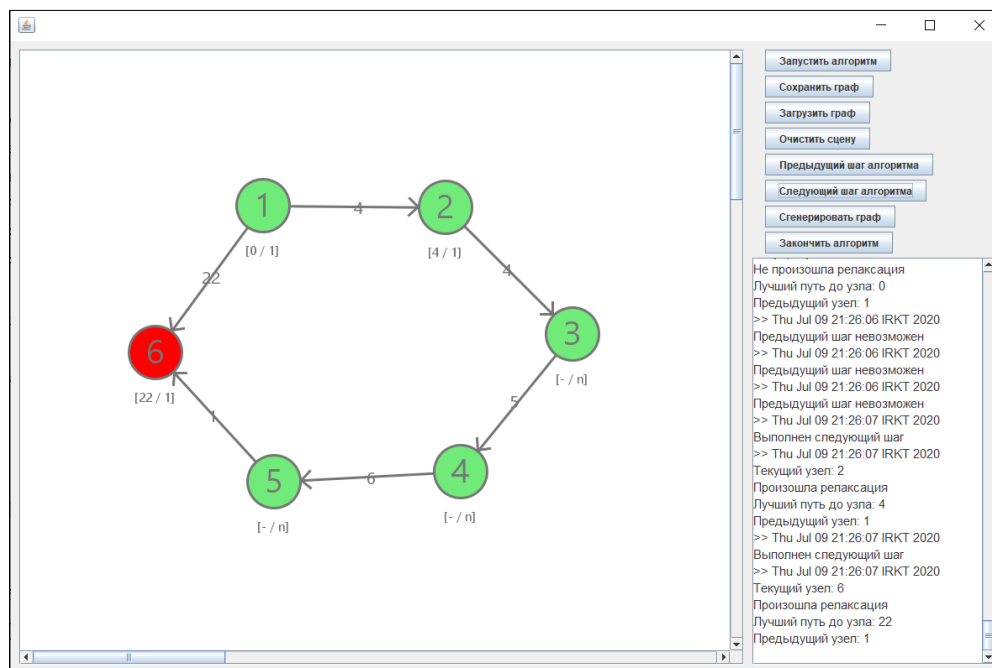 1
4
2
[0 / 1]
[4 / 1]
22
4
3
6
[- / n]
[22 / 1]
5
1
6
4
5
[- / n]
[- / n]
Запустить алгоритм
Сохранить граф
Загрузить граф
Очистить сцену
Предыдущий шаг алгоритма
Следующий шаг алгоритма
Сгенерировать граф
Закончить алгоритм
Не произошла релаксация
Лучший путь до узла: 0
Предыдущий узел: 1
>> Thu Jul 09 21:26:06 IRKT 2020
Предыдущий шаг невозможен
>> Thu Jul 09 21:26:06 IRKT 2020
Предыдущий шаг невозможен
>> Thu Jul 09 21:26:06 IRKT 2020
Предыдущий шаг невозможен
>> Thu Jul 09 21:26:07 IRKT 2020
Выполнен следующий шаг
>> Thu Jul 09 21:26:07 IRKT 2020
Текущий узел: 2
Произошла релаксация
Лучший путь до узла: 4
Предыдущий узел: 1
>> Thu Jul 09 21:26:07 IRKT 2020
Выполнен следующий шаг
>> Thu Jul 09 21:26:07 IRKT 2020
Текущий узел: 6
Произошла релаксация
Лучший путь до узла: 22
Предыдущий узел: 1